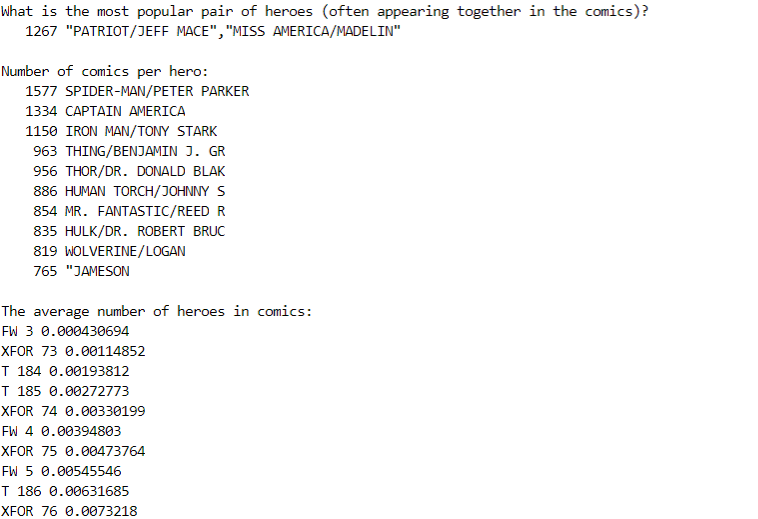 What is the most popular pair of heroes (often appearing together in the comics)?
1267 "PATRIOT/JEFF MACE","MISS AMERICA/MADELIN"
Number of comics per hero:
1577 SPIDER-MAN/PETER PARKER
1334 CAPTAIN AMERICA
1150 IRON MAN/TONY STARK
963 THING/BENJAMIN J. GR
956 THOR/DR. DONALD BLAK
886 HUMAN TORCH/JOHNNY S
854 MR. FANTASTIC/REED R
835 HULK/DR. ROBERT BRUC
819 WOLVERINE/LOGAN
765 "JAMESON
The average number of heroes in comics:
FW 3 0.000430694
XFOR 73 0.00114852
T 184 0.00193812
T 185 0.00272773
XFOR 74 0.00330199
FW 4 0.00394803
XFOR 75 0.00473764
FW 5 0.00545546
T 186 0.00631685
XFOR 76 0.0073218